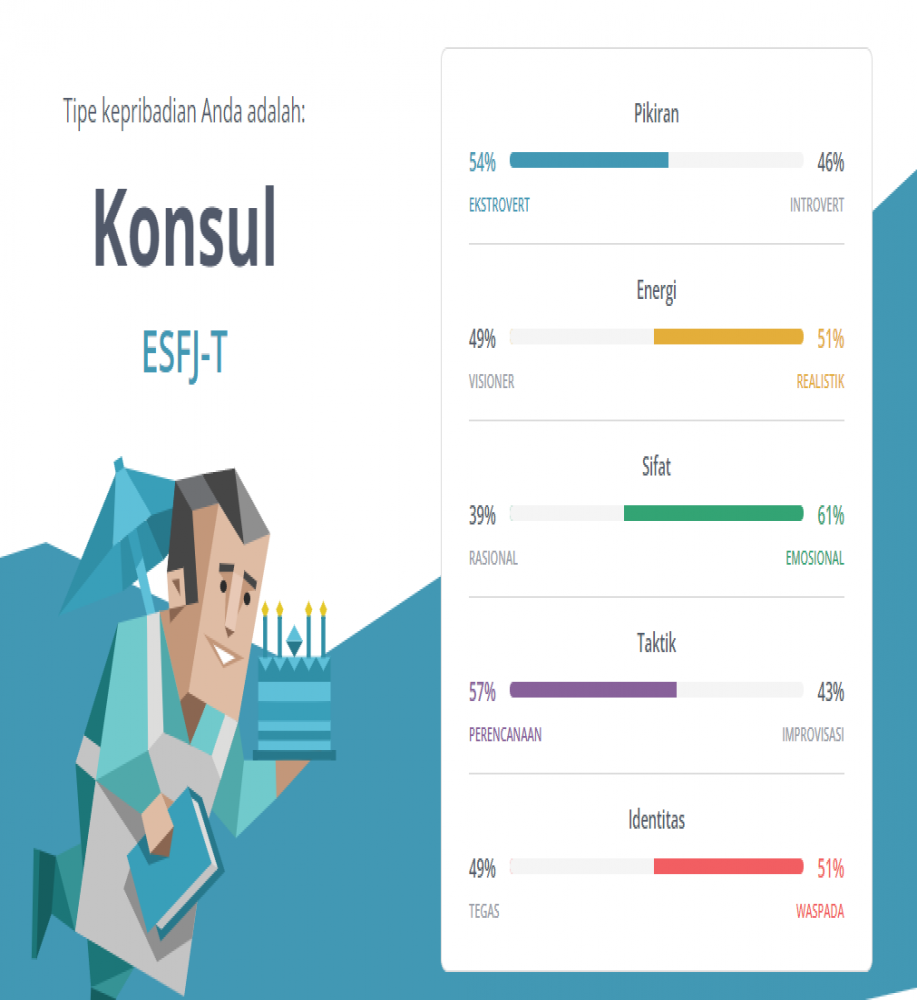 Tipe kepribadian Anda adalah:
Konsul
ESFJ-T
Pikiran
54% 46%
EKSTROVERT INTROVERT
Energi
49% 51%
VISIONER REALISTIK
Sifat
39% 61%
RASIONAL EMOSIONAL
Taktik
57% 43%
PERENCANAAN IMPROVISASI
Identitas
49% 51%
TEGAS WASPADA